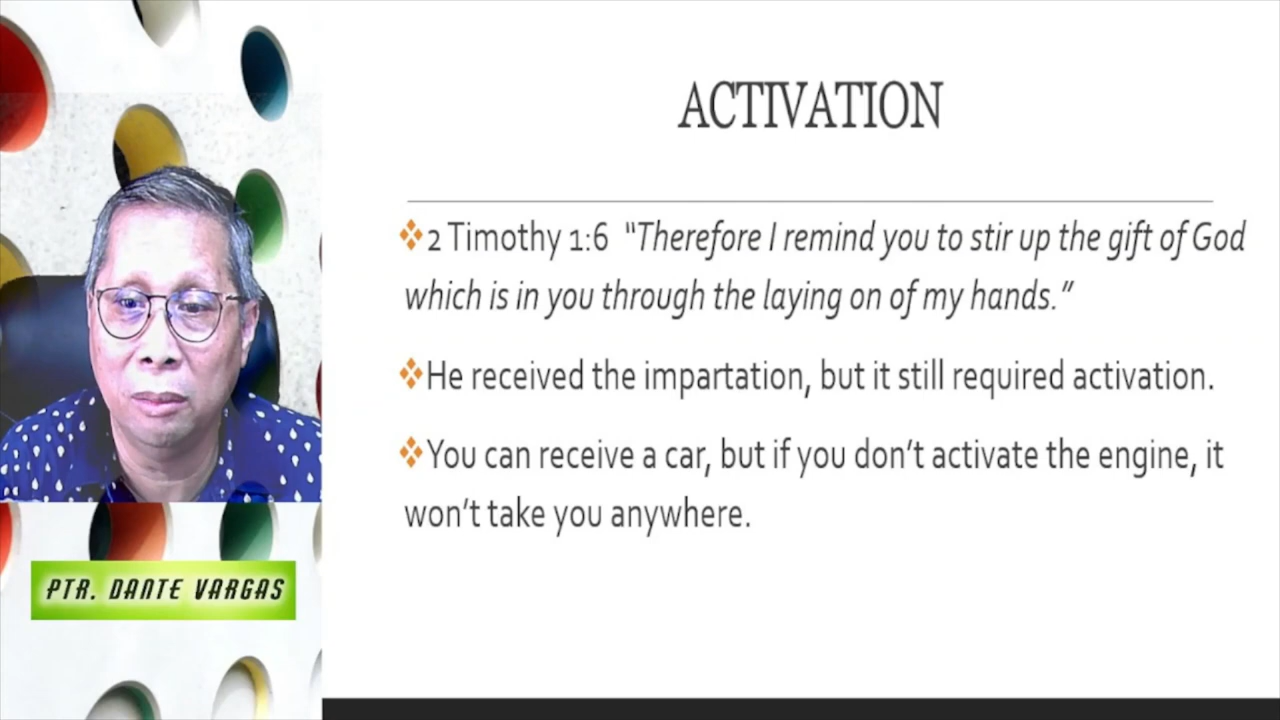 ACTIVATION
2 Timothy 1:6 “Therefore I remind you to stir up the gift of God
which is in you through the laying on of my hands.”
He received the impartation, but it still required activation.
You can receive a car, but if you don’t activate the engine, it
won’t take you anywhere.
PTR. DANTE VARGAS